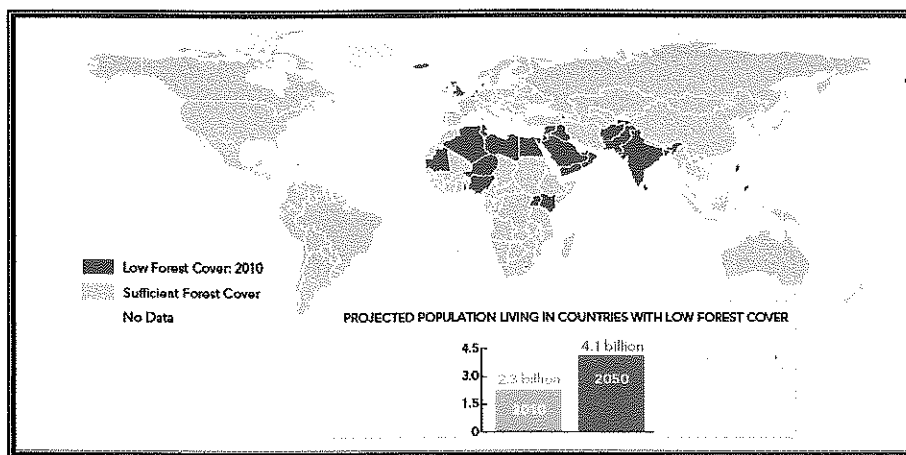 Low Forest Cover: 2010
Sufficient Forest Cover
No Data
PROJECTED POPULATION LIVING IN COUNTRIES WITH LOW FOREST COVER
4.5
3.0
1.5
0
2.3 billion
2010
4.1 billion
2050